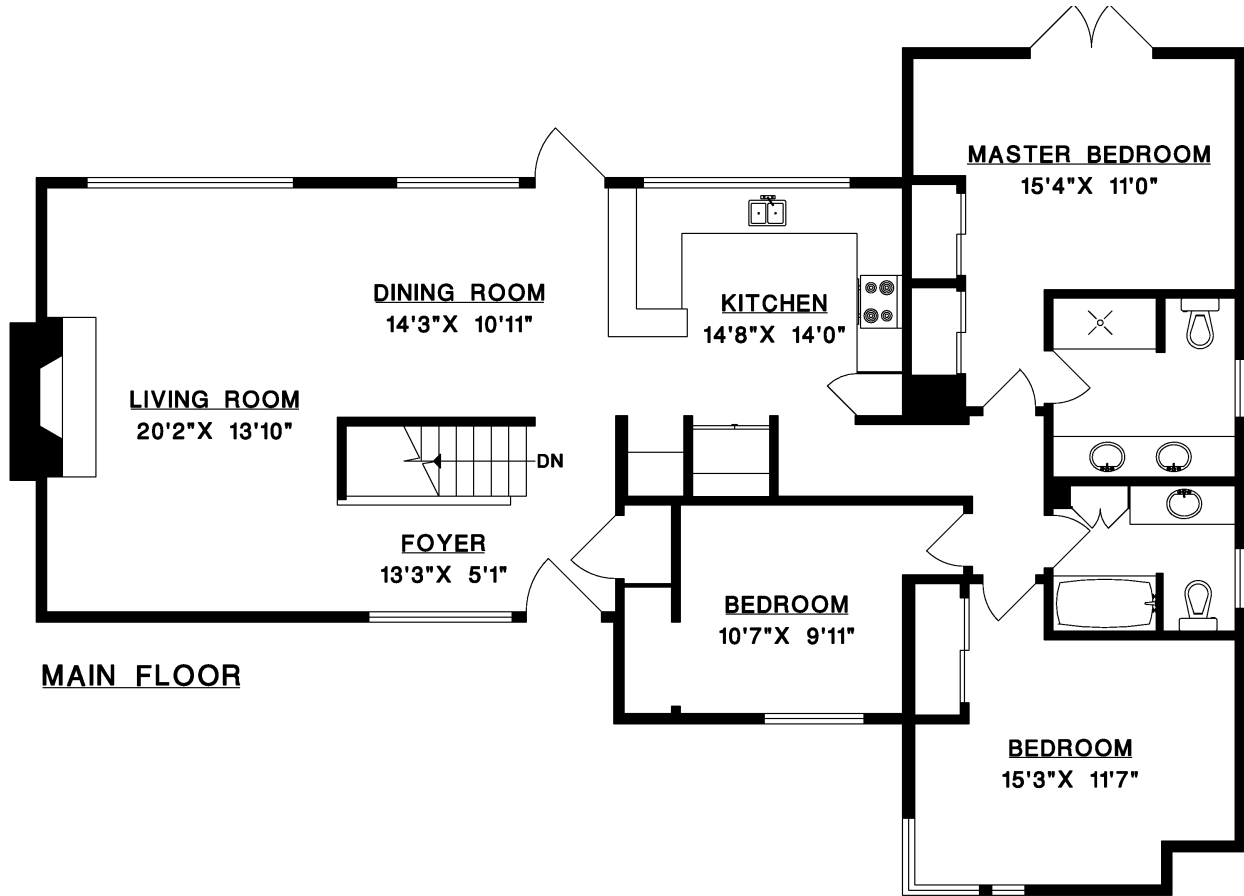 MASTER BEDROOM
15'4"X 11'0"
DINING ROOM
14'3"X 10'11"
KITCHEN
14'8"X 14'0"
LIVING ROOM
20'2"X 13'10"
DN
FOYER
13'3"X 5'1"
BEDROOM
10'7"X 9'11"
MAIN FLOOR
BEDROOM
15'3"X 11'7"